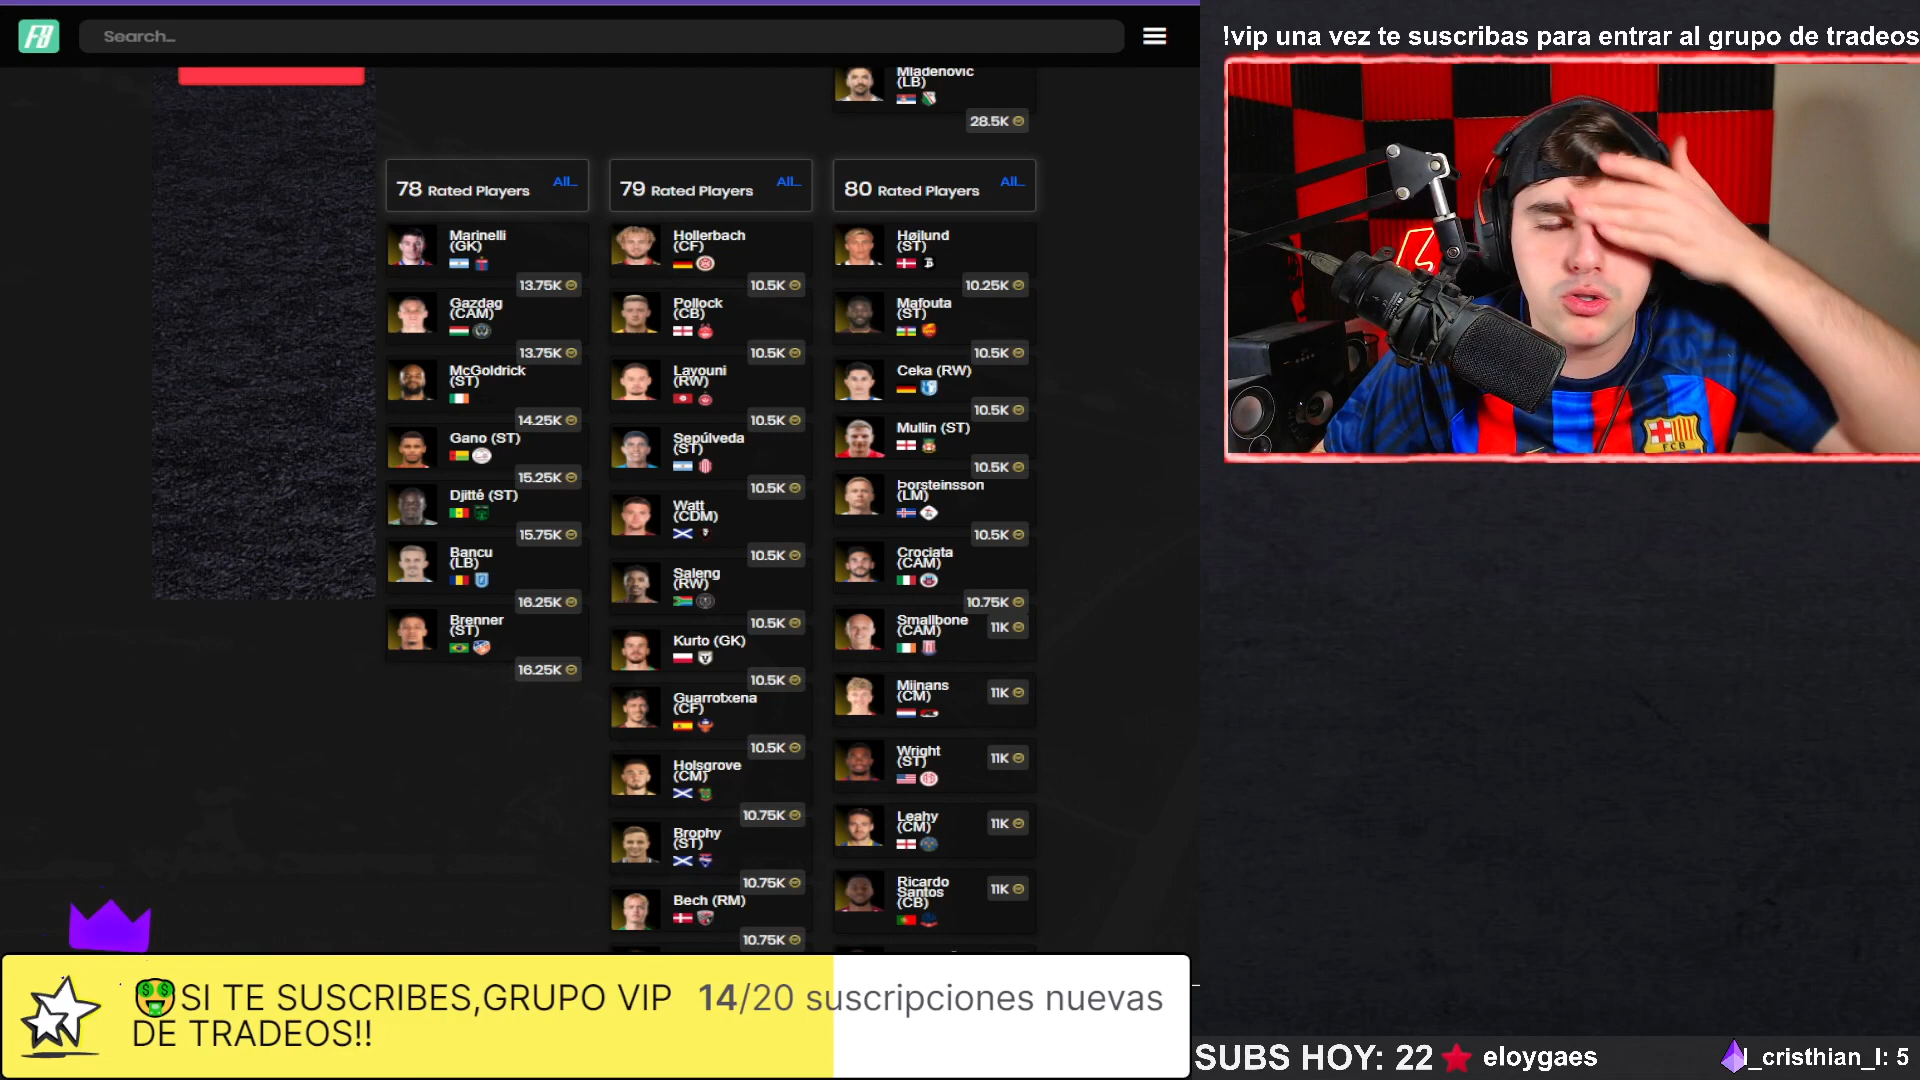 F8
Search...
!vip una vez te suscribas para entrar al grupo de tradeos
Mladenovic
(LB)
28.5K
78 Rated Players
All...
Marinelli
(GK)
13.75K
Gazdag
(CAM)
13.75K
McGoldrick
(ST)
14.25K
Gano (ST)
15.25K
Djitté (ST)
15.75K
Bancu
(LB)
16.25K
Brenner
(ST)
16.25K
79 Rated Players
All...
Hollerbach
(CF)
10.5K
Pollock
(CB)
10.5K
Layouni
(RW)
10.5K
Sepúlveda
(ST)
10.5K
Watt
(CDM)
10.5K
Saleng
(RW)
10.5K
Kurto (GK)
10.5K
Guarrotxena
(CF)
10.5K
Holsgrove
(CM)
10.75K
Brophy
(ST)
10.75K
Bech (RM)
10.75K
80 Rated Players
All...
Højlund
(ST)
10.25K
Mafouta
(ST)
10.5K
Ceka (RW)
10.5K
Mullin (ST)
10.5K
Þorsteinsson
(LM)
10.5K
Crociata
(CAM)
10.75K
Smallbone
(CAM)
11K
Mijnans
(CM)
11K
Wright
(ST)
11K
Leahy
(CM)
11K
Ricardo
Santos
(CB)
11K
FCB
SI TE SUSCRIBES,GRUPO VIP
DE TRADEOS!!
14/20 suscripciones nuevas
SUBS HOY: 22
eloygaes
l_cristhian_l: 5